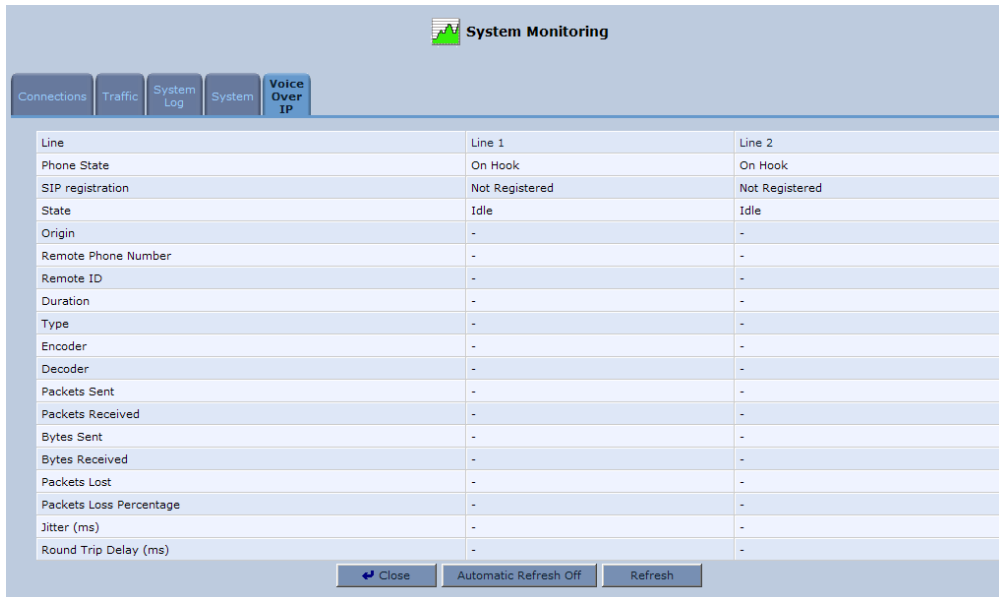 System Monitoring
Connections Traffic System Log System Voice Over IP
Line Line 1 Line 2
Phone State On Hook On Hook
SIP registration Not Registered Not Registered
State Idle Idle
Origin - -
Remote Phone Number - -
Remote ID - -
Duration - -
Type - -
Encoder - -
Decoder - -
Packets Sent - -
Packets Received - -
Bytes Sent - -
Bytes Received - -
Packets Lost - -
Packets Loss Percentage - -
Jitter (ms) - -
Round Trip Delay (ms) - -
Close Automatic Refresh Off Refresh